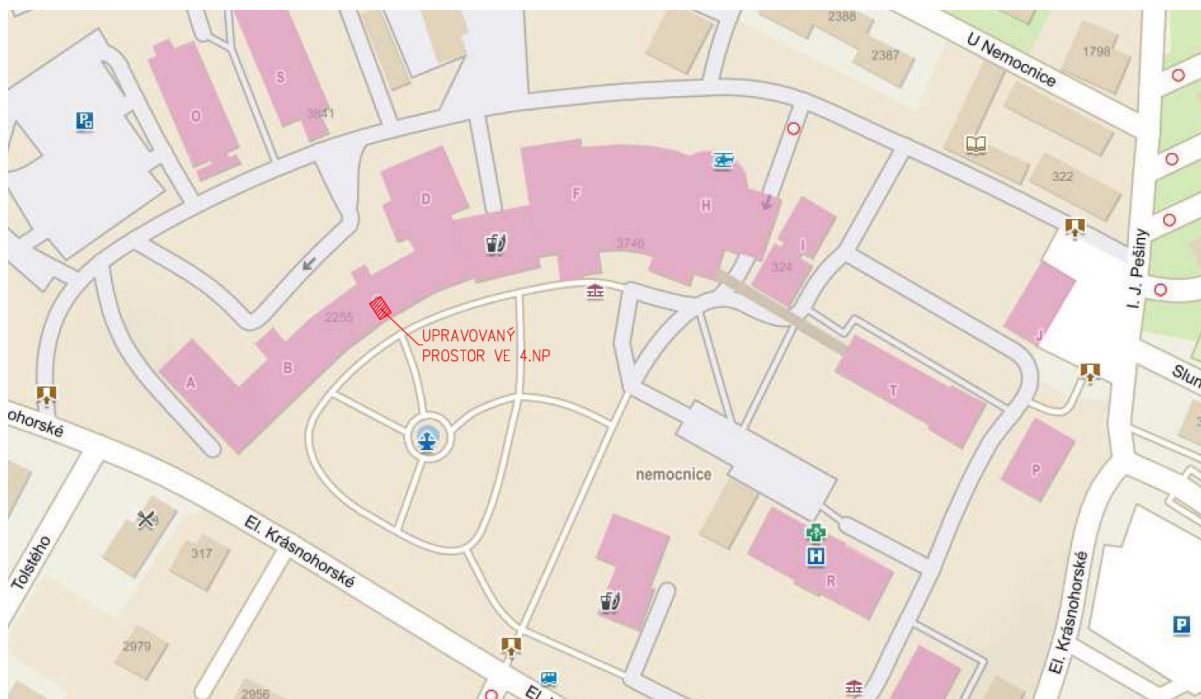 2388
U Nemocnice
2387
1798
S
3841
O
322
D
F
H
3746
I
324
I. J. Pešiny
2255
UPRAVOVANÝ
PROSTOR VE 4.NP
J
A
B
Slun
T
ohorské
nemocnice
P
El. Krásnohorské
317
R
Tolstého
El. Krásnohorské
2979
P
2956
El.
H
P